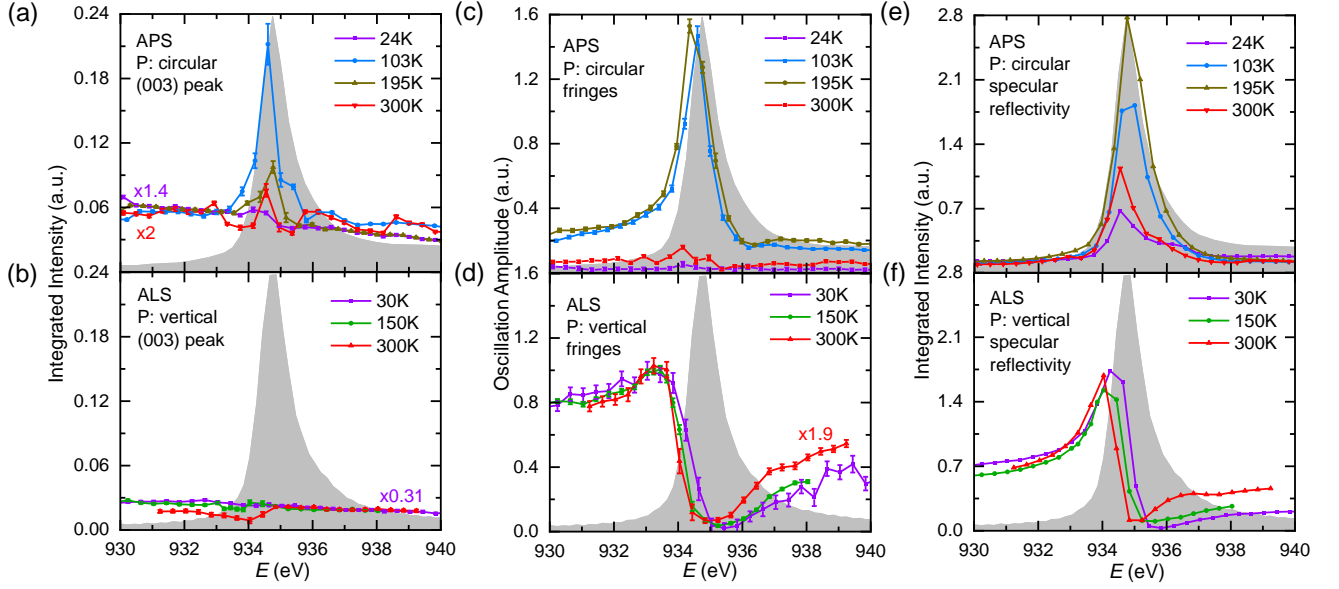 (a)
0.24
0.18
0.12
0.06
0.00
APS
P: circular
(003) peak
24K
103K
195K
300K
x1.4
x2
(b)
0.24
0.18
0.12
0.06
0.00
ALS
P: vertical
(003) peak
30K
150K
300K
x0.31
Integrated Intensity (a.u.)
930 932 934 936 938 940
E (eV)
(c)
1.6
1.2
0.8
0.4
APS
P: circular
fringes
24K
103K
195K
300K
(d)
1.6
1.2
0.8
0.4
0.0
ALS
P: vertical
fringes
30K
150K
300K
x1.9
Oscillation Amplitude (a.u.)
930 932 934 936 938 940
E (eV)
(e)
2.8
2.1
1.4
0.7
APS
P: circular
specular
reflectivity
24K
103K
195K
300K
(f)
2.8
2.1
1.4
0.7
0.0
ALS
P: vertical
specular
reflectivity
30K
150K
300K
Integrated Intensity (a.u.)
930 932 934 936 938 940
E (eV)